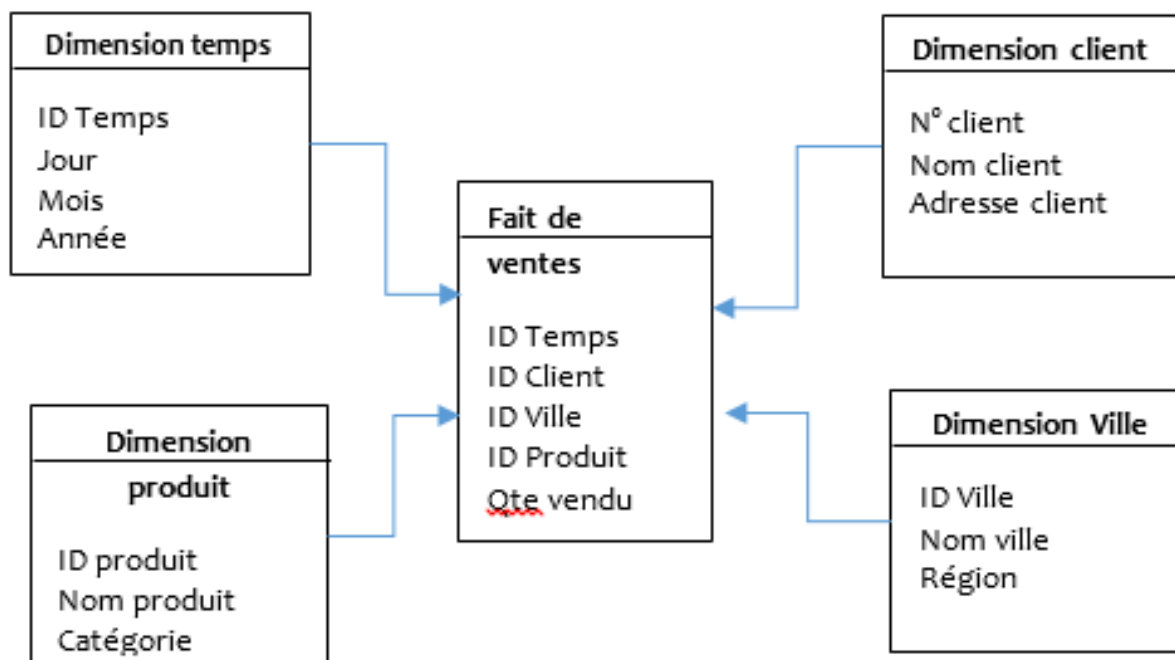 Dimension temps
ID Temps
Jour
Mois
Année
Dimension client
N° client
Nom client
Adresse client
Fait de
ventes
ID Temps
ID Client
ID Ville
ID Produit
Qte vendu
Dimension
produit
ID produit
Nom produit
Catégorie
Dimension Ville
ID Ville
Nom ville
Région